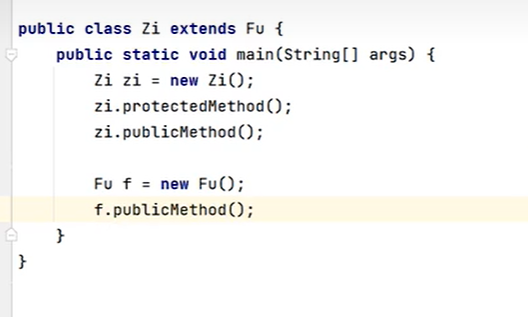 public class Zi extends Fu {
    public static void main(String[] args) {
        Zi zi = new Zi();
        zi.protectedMethod();
        zi.publicMethod();

        Fu f = new Fu();
        f.publicMethod();
    }
}